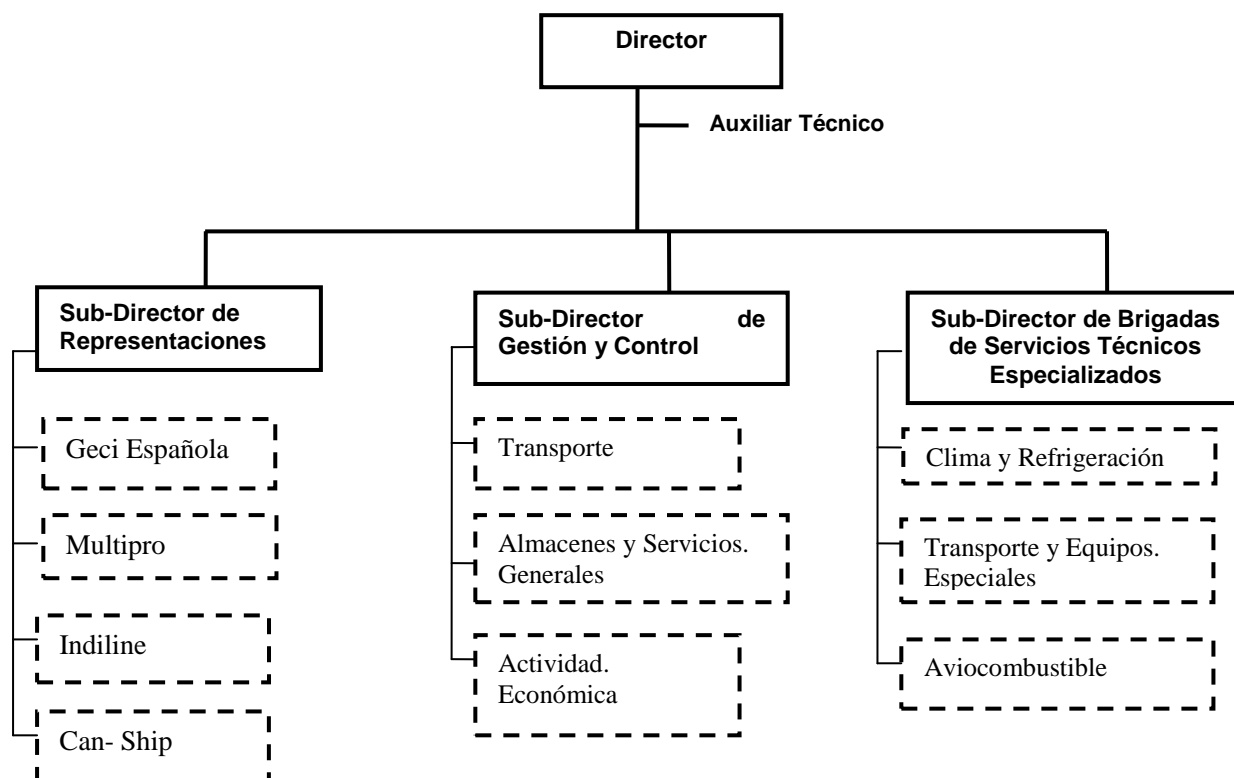 Director
Auxiliar Técnico
Sub-Director de
Representaciones
Geci Española
Multipro
Indiline
Can- Ship
Sub-Director de
Gestión y Control
Transporte
Almacenes y Servicios.
Generales
Actividad.
Económica
Sub-Director de Brigadas
de Servicios Técnicos
Especializados
Clima y Refrigeración
Transporte y Equipos.
Especiales
Aviocombustible